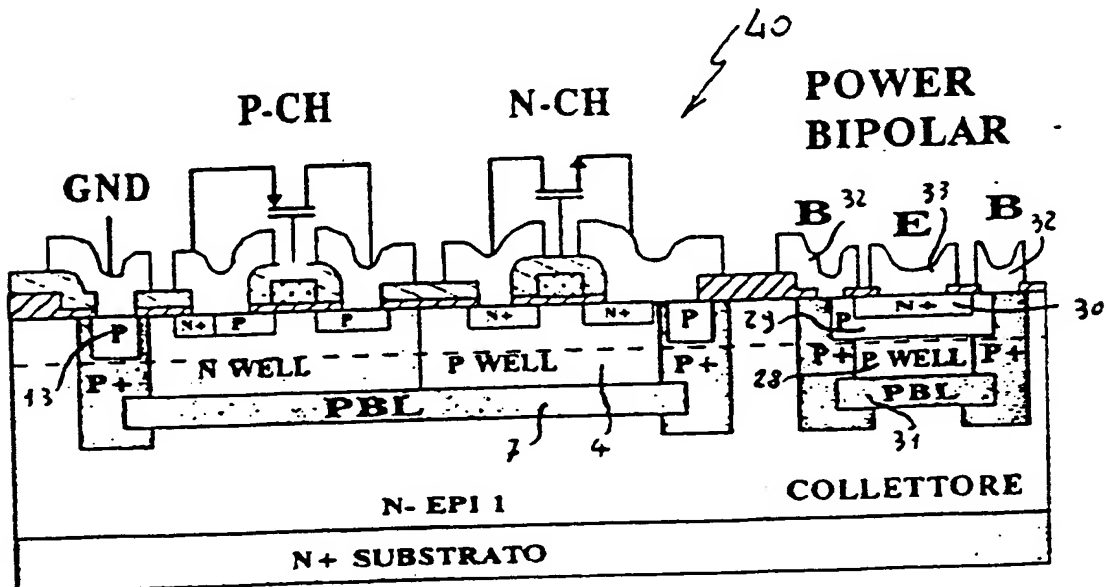 40
P-CH
N-CH
POWER
BIPOLAR
GND
B 32
E 33
B 32
P
N+
P
P
N+
N+
P
P
N+
30
29
13
P+
N WELL
P WELL
P+
P+
P WELL
P+
28
PBL
PBL
7
4
31
N- EPI 1
COLLETTORE
N+ SUBSTRATO